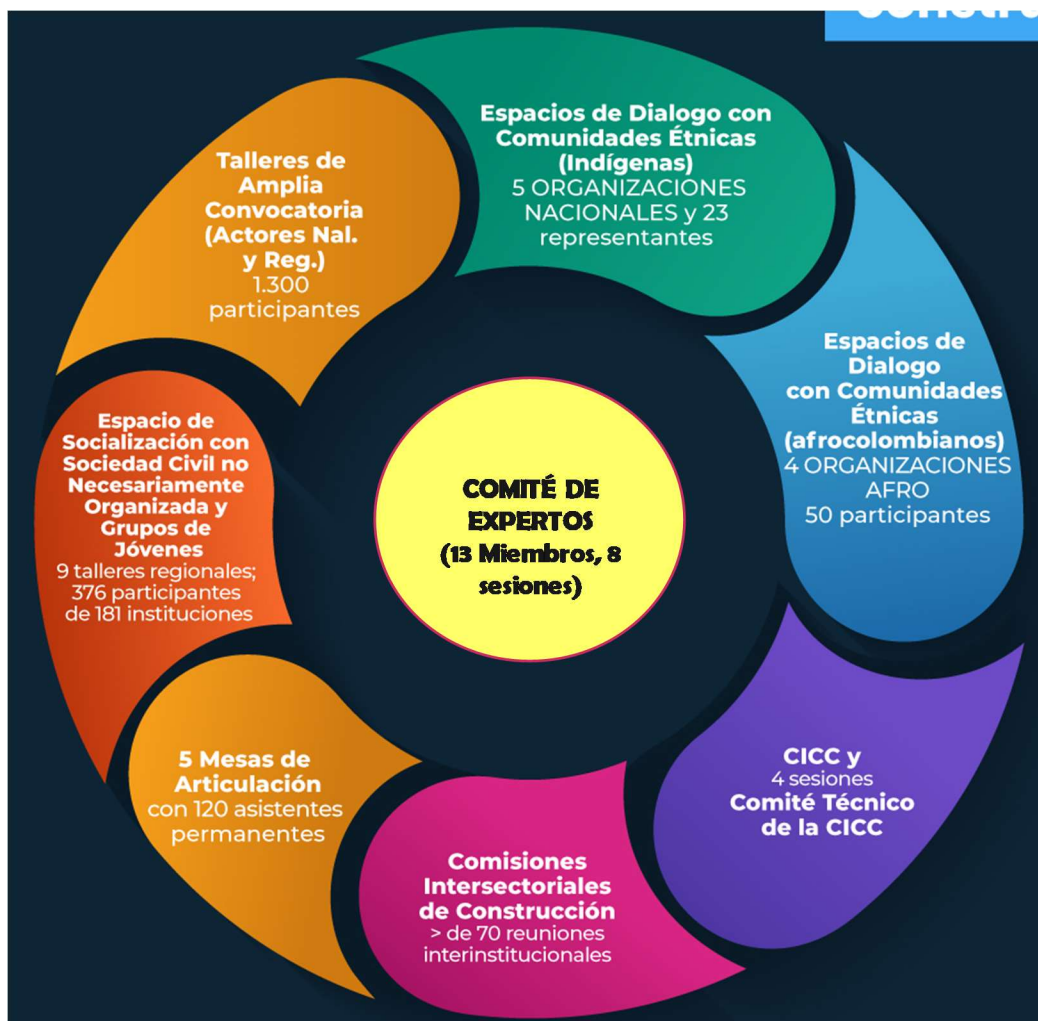 Espacios de Dialogo con
Comunidades Étnicas
(Indígenas)
5 ORGANIZACIONES
NACIONALES y 23
representantes
Espacios de
Dialogo
con Comunidades
Étnicas
(afrocolombianos)
4 ORGANIZACIONES
AFRO
50 participantes
CICC y
4 sesiones
Comité Técnico
de la CICC
Comisiones
Intersectoriales
de Construcción
> de 70 reuniones
interinstitucionales
5 Mesas de
Articulación
con 120 asistentes
permanentes
Espacio de
Socialización con
Sociedad Civil no
Necesariamente
Organizada y
Grupos de
Jóvenes
9 talleres regionales;
376 participantes
de 181 instituciones
Talleres de
Amplia
Convocatoria
(Actores Nal.
y Reg.)
1.300
participantes
COMITÉ DE
EXPERTOS
(13 Miembros, 8
sesiones)